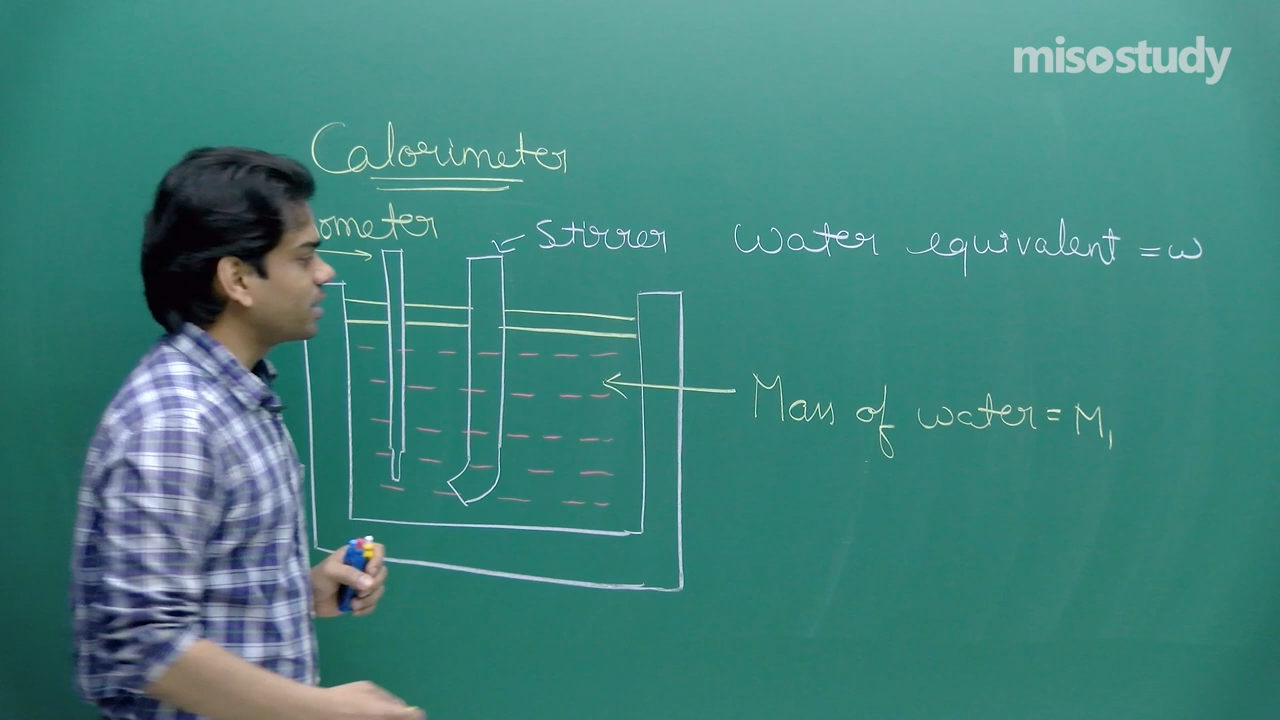 misostudy
Calorimeter
ometer
Stirrer
Water equivalent = w
Mass of water = M1